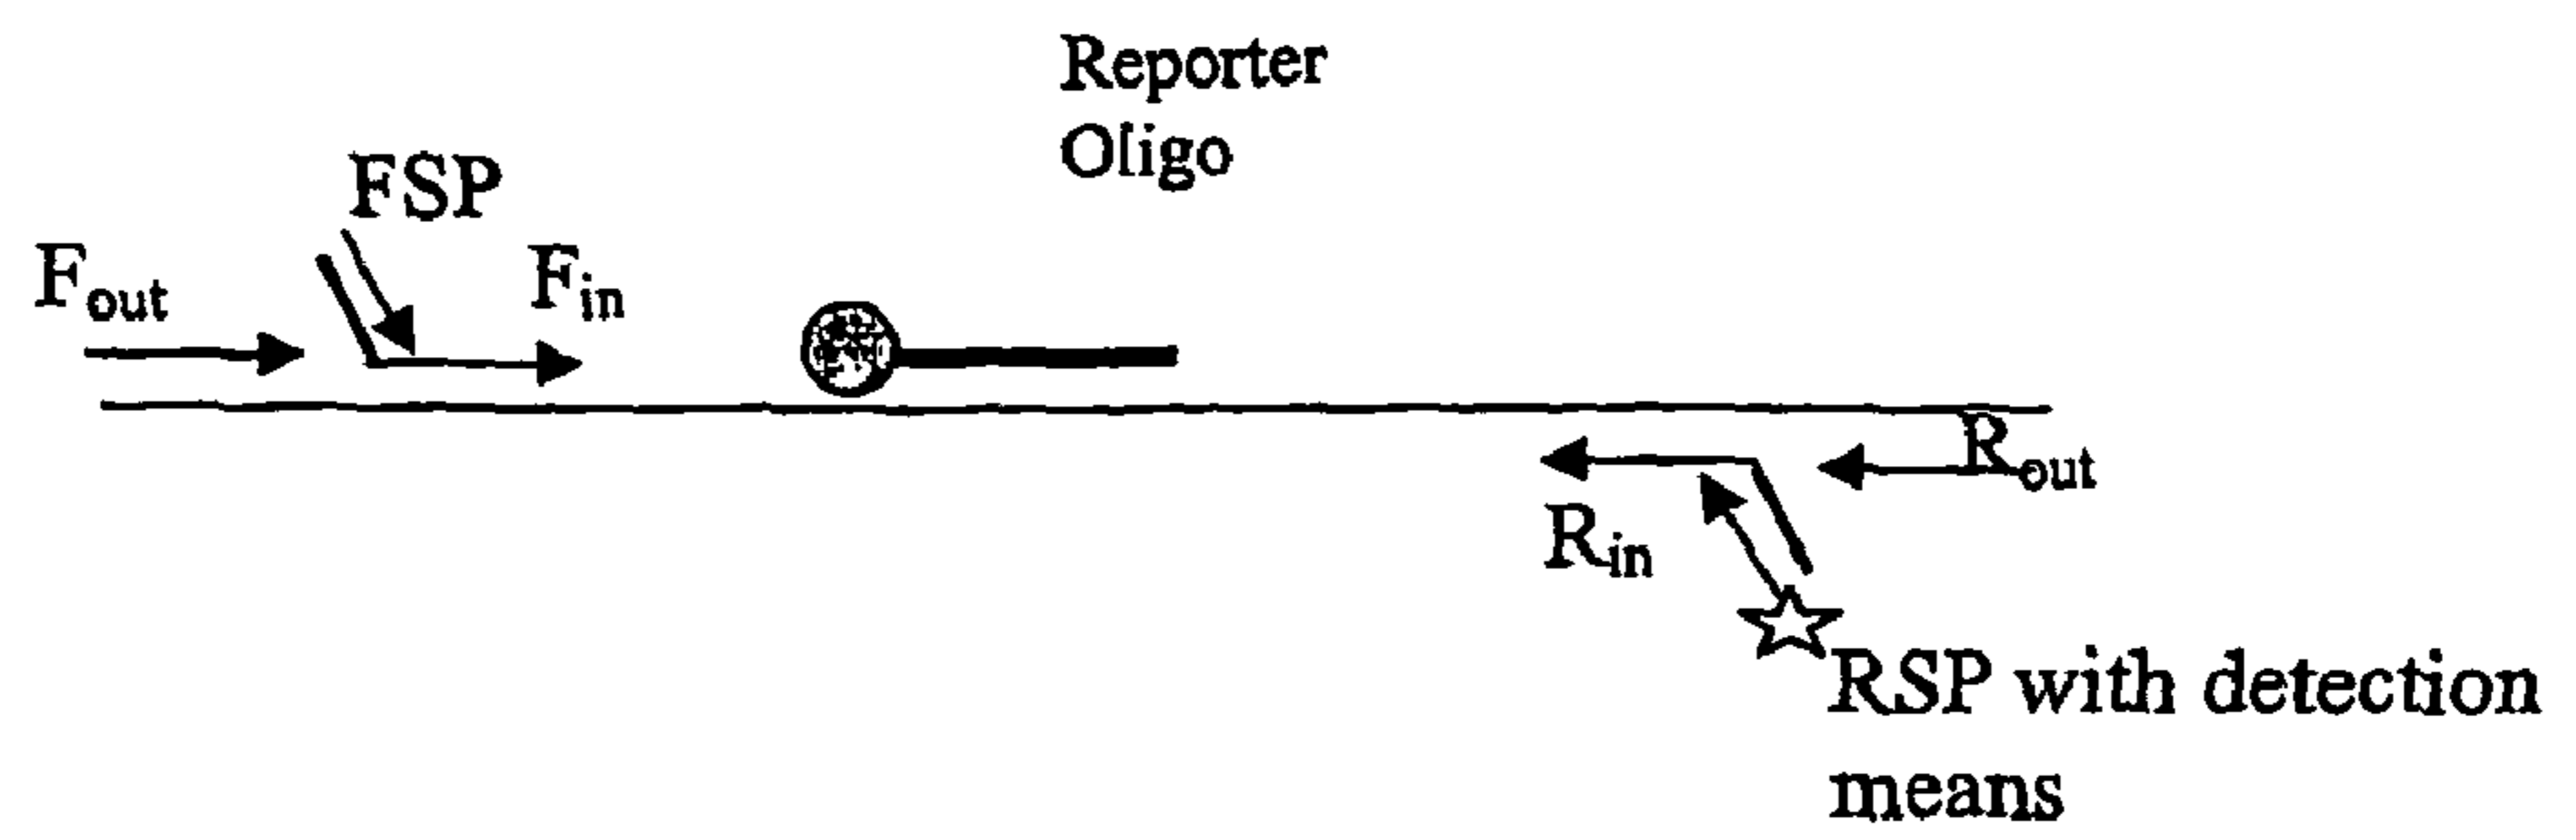 Reporter
Oligo
FSP
Fout
Fin
Rout
Rin
RSP with detection
means